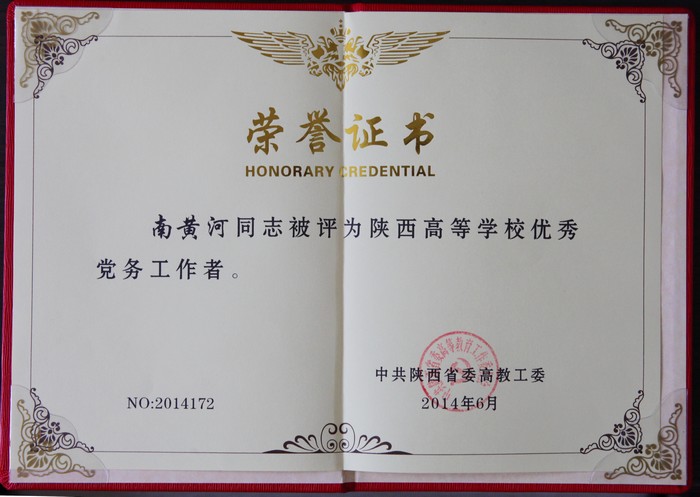 荣誉证书
HONORARY CREDENTIAL
南黄河同志被评为陕西高等学校优秀
党务工作者。
中共陕西省委高教工委
NO:2014172
2014年6月